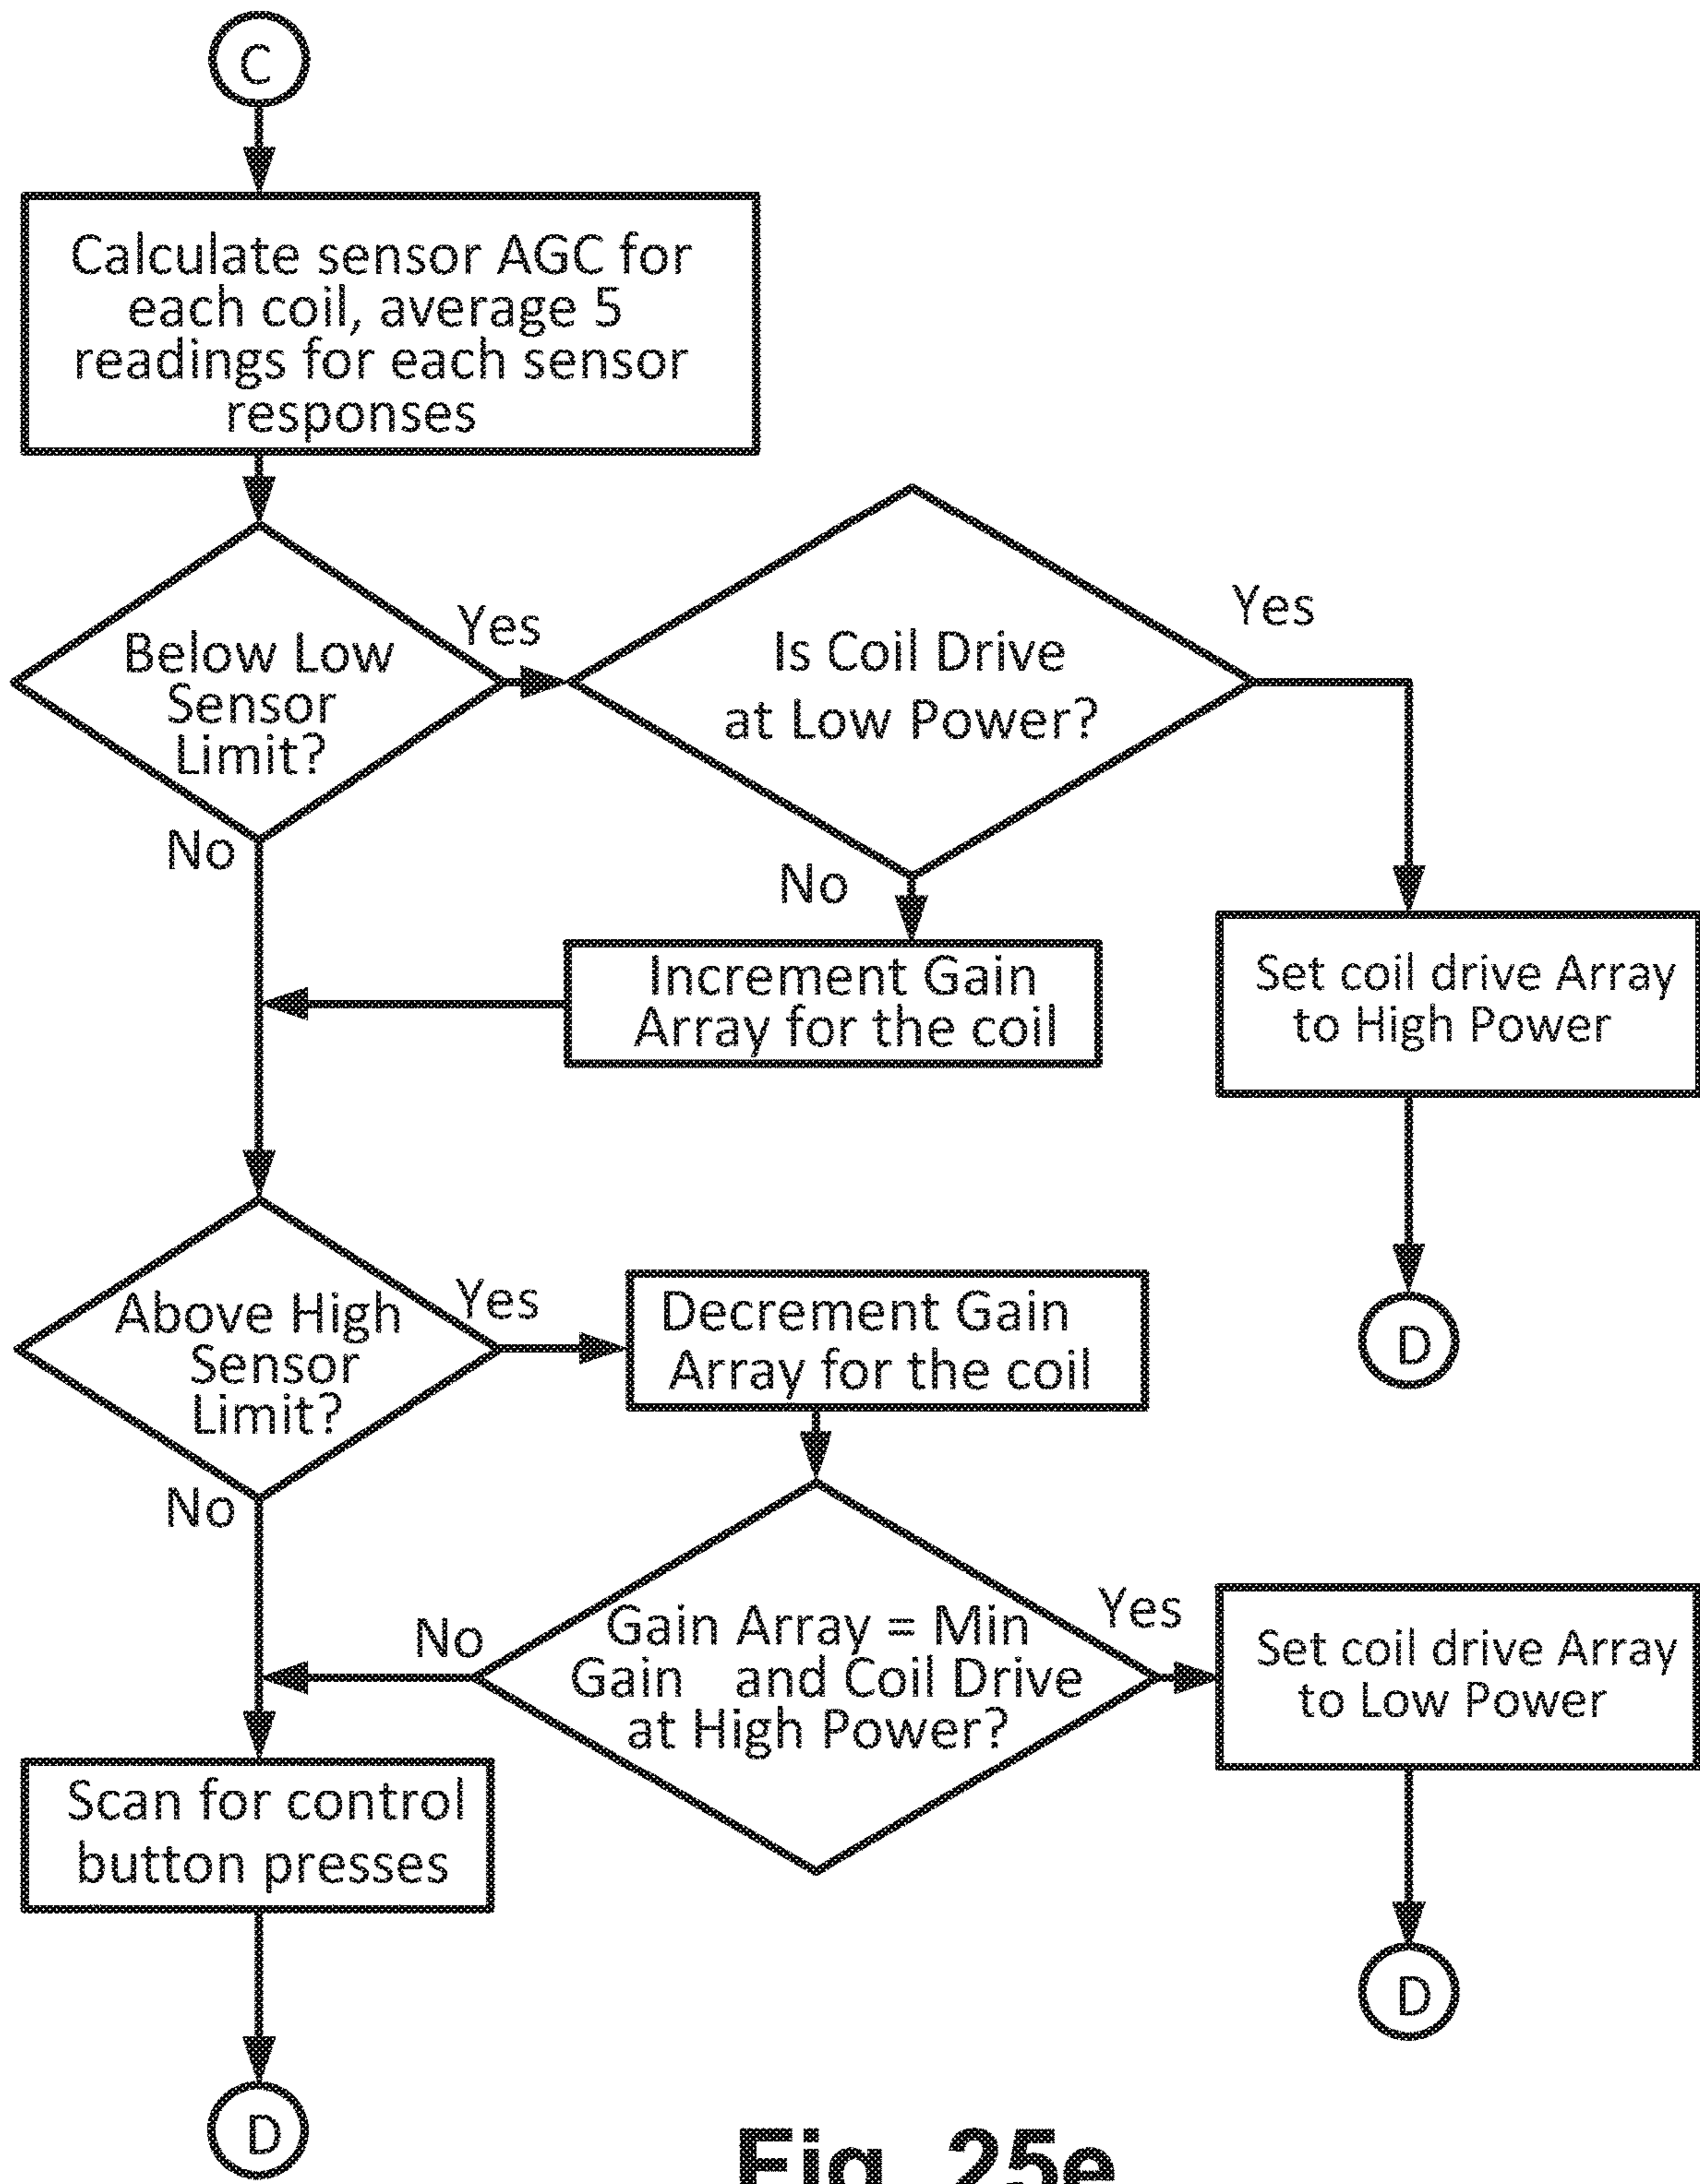 C
Calculate sensor AGC for
each coil, average 5
readings for each sensor
responses
Below Low
Sensor
Limit?
Yes
No
Is Coil Drive
at Low Power?
Yes
No
Increment Gain
Array for the coil
Set coil drive Array
to High Power
D
Above High
Sensor
Limit?
Yes
No
Decrement Gain
Array for the coil
Gain Array = Min
Gain and Coil Drive
at High Power?
No
Yes
Set coil drive Array
to Low Power
D
Scan for control
button presses
D
Fig. 25e